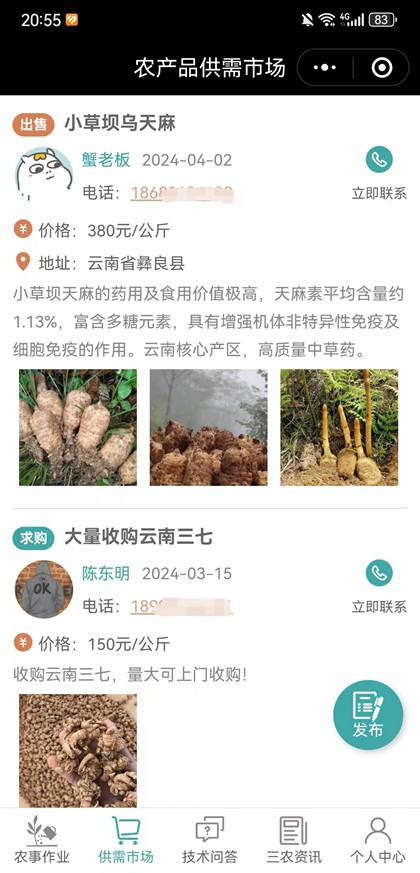 20:55
4G
83
农产品供需市场
出售 小草坝乌天麻
蟹老板 2024-04-02
电话：
立即联系
价格：380元/公斤
地址：云南省彝良县
小草坝天麻的药用及食用价值极高，天麻素平均含量约
1.13%，富含多糖元素，具有增强机体非特异性免疫及
细胞免疫的作用。云南核心产区，高质量中草药。
求购 大量收购云南三七
OK
陈东明 2024-03-15
电话：
立即联系
价格：150元/公斤
收购云南三七，量大可上门收购！
发布
农事作业 供需市场 技术问答 三农资讯 个人中心